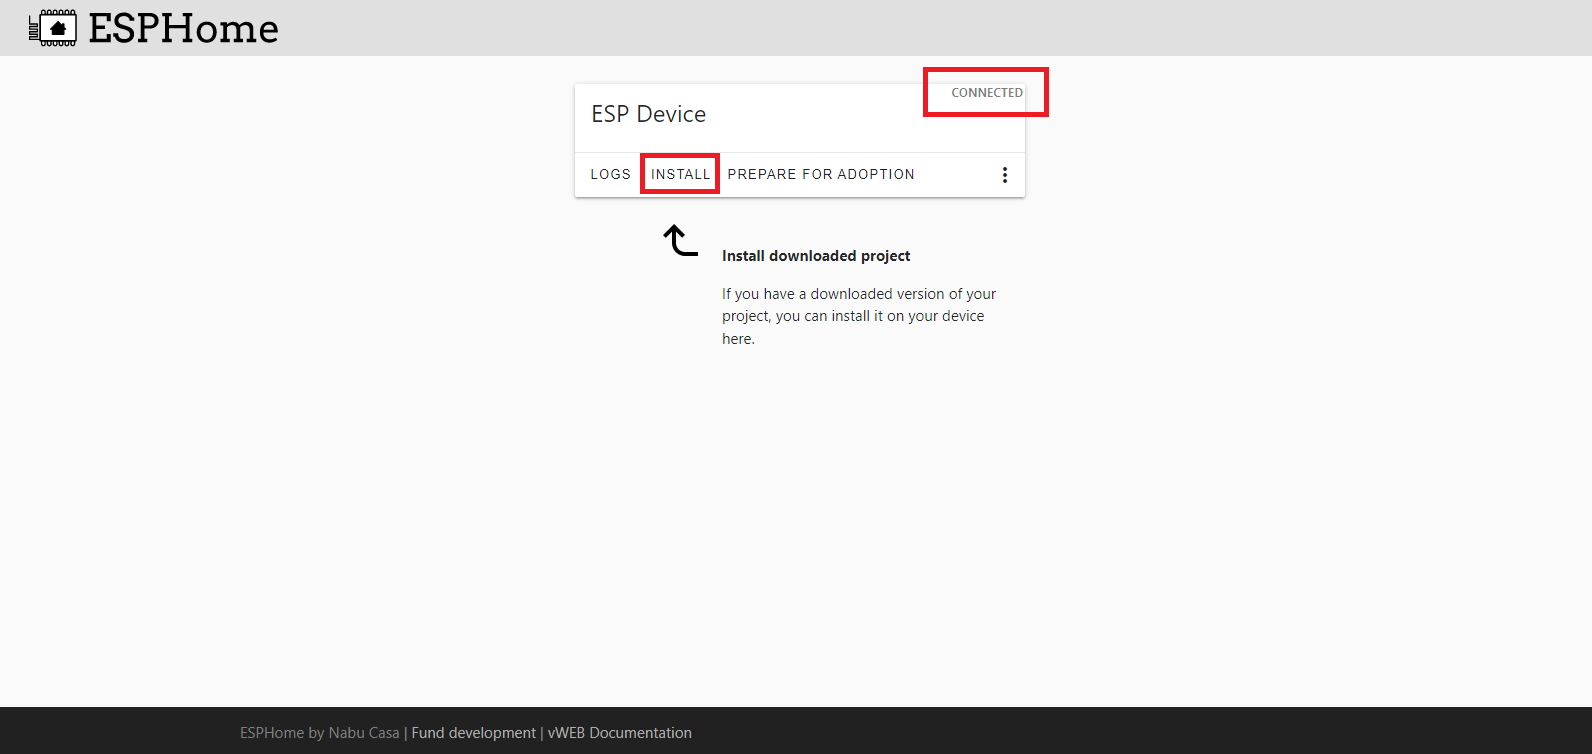 ESPHome
CONNECTED
ESP Device
LOGS INSTALL PREPARE FOR ADOPTION
Install downloaded project
If you have a downloaded version of your
project, you can install it on your device
here.
ESPHome by Nabu Casa | Fund development | vWEB Documentation